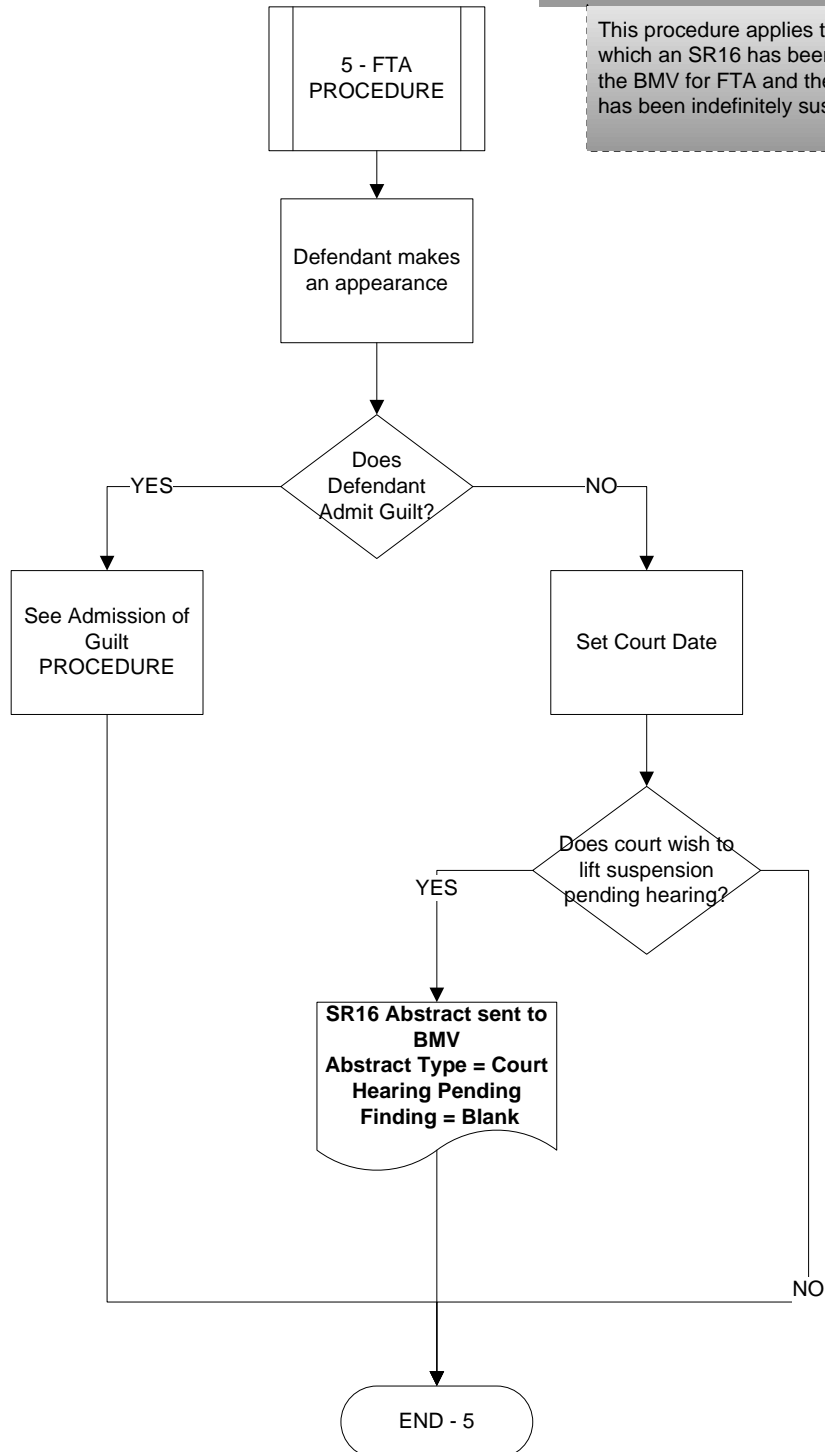 This procedure applies t
which an SR16 has been
the BMV for FTA and the
has been indefinitely sus
5 - FTA
PROCEDURE
Defendant makes
an appearance
Does
Defendant
Admit Guilt?
YES
NO
See Admission of
Guilt
PROCEDURE
Set Court Date
Does court wish to
lift suspension
pending hearing?
YES
SR16 Abstract sent to
BMV
Abstract Type = Court
Hearing Pending
Finding = Blank
NO
END - 5